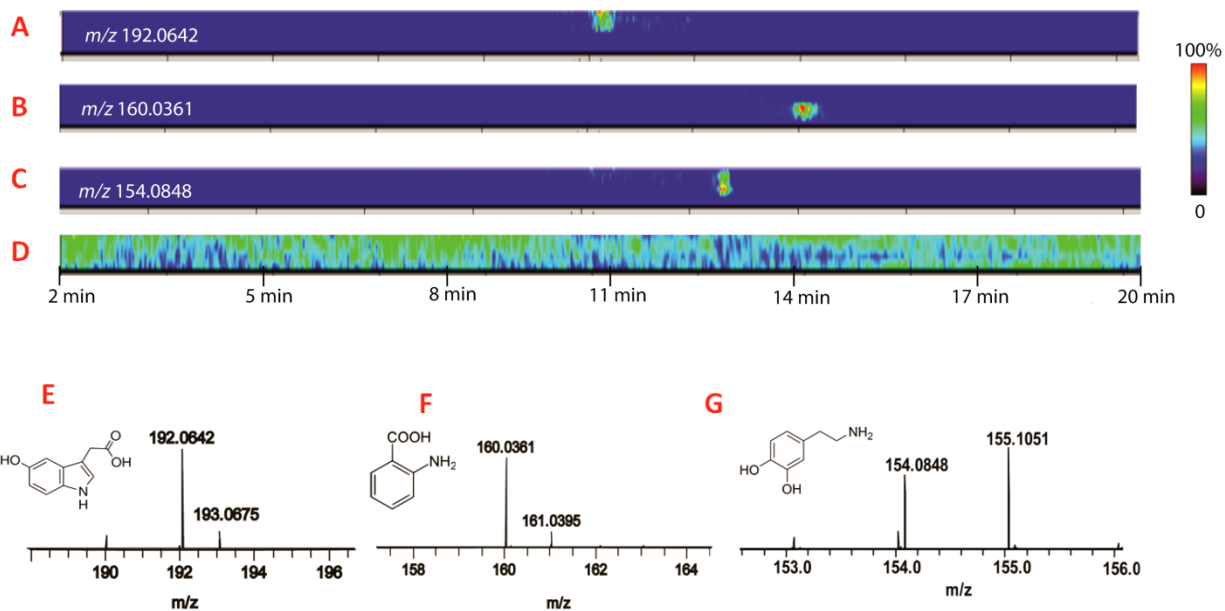 A
m/z 192.0642
100%
B
m/z 160.0361
C
m/z 154.0848
0
D
2 min 5 min 8 min 11 min 14 min 17 min 20 min
E
F
G
192.0642
193.0675
HO
O
OH
N
H
190 192 194 196
m/z
COOH
NH2
160.0361
161.0395
158 160 162 164
m/z
NH2
HO
OH
154.0848
155.1051
153.0 154.0 155.0 156.0
m/z